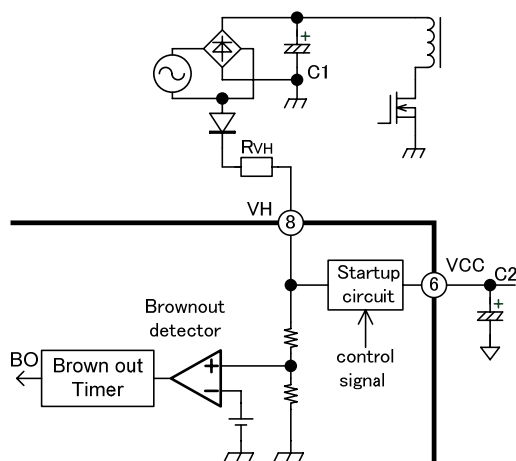 +
C1
RVH
VH
8
Startup
circuit
6
VCC
C2
+
Brownout
detector
control
signal
BO
Brown out
Timer
+
−